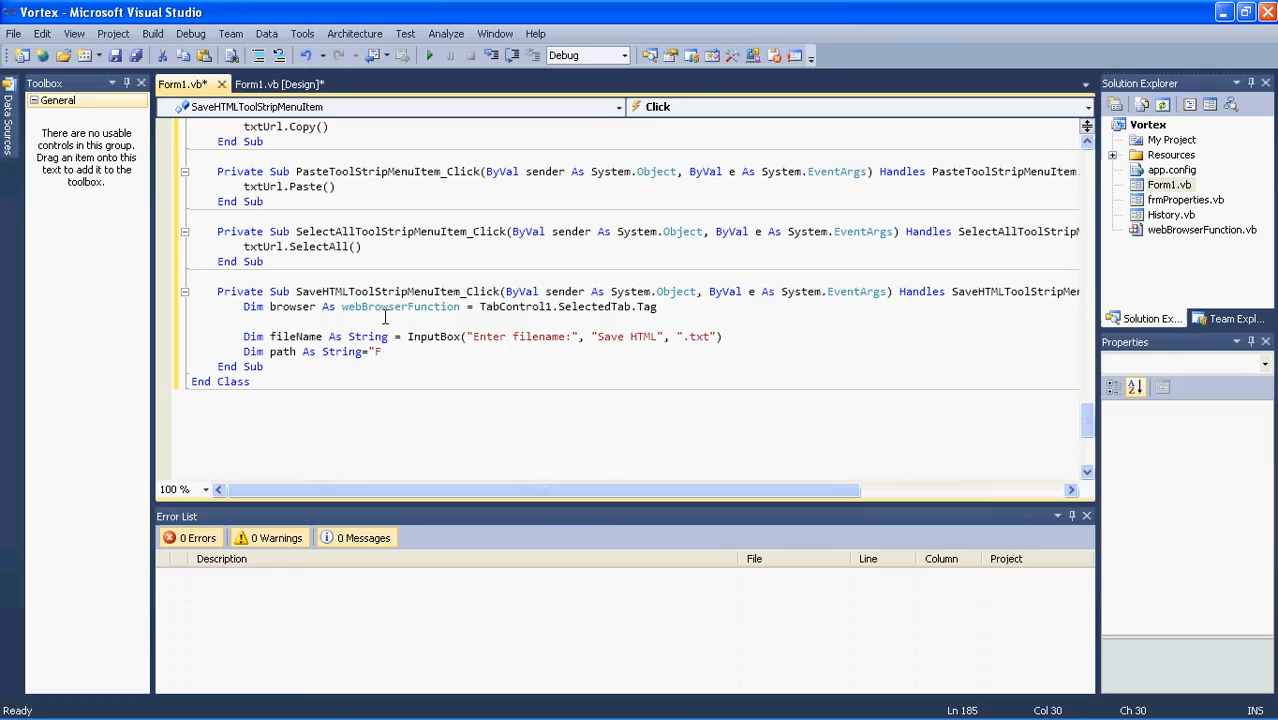 Vortex - Microsoft Visual Studio
File Edit View Project Build Debug Team Data Tools Architecture Test Analyze Window Help
Debug
Toolbox
General
There are no usable
controls in this group.
Drag an item onto this
text to add it to the
toolbox.
Data Sources
Form1.vb* Form1.vb [Design]*
SaveHTMLToolStripMenuItem Click
txtUrl.Copy()
End Sub
Private Sub PasteToolStripMenuItem_Click(ByVal sender As System.Object, ByVal e As System.EventArgs) Handles PasteToolStripMenuItem.
txtUrl.Paste()
End Sub
Private Sub SelectAllToolStripMenuItem_Click(ByVal sender As System.Object, ByVal e As System.EventArgs) Handles SelectAllToolStripM
txtUrl.SelectAll()
End Sub
Private Sub SaveHTMLToolStripMenuItem_Click(ByVal sender As System.Object, ByVal e As System.EventArgs) Handles SaveHTMLToolStripMen
Dim browser As webBrowserFunction = TabControl1.SelectedTab.Tag
Dim fileName As String = InputBox("Enter filename:", "Save HTML", ".txt")
Dim path As String="F
End Sub
End Class
100 %
Error List
0 Errors 0 Warnings 0 Messages
Description File Line Column Project
Solution Explorer
Vortex
My Project
Resources
app.config
Form1.vb
frmProperties.vb
History.vb
webBrowserFunction.vb
Solution Ex... Team Expl...
Properties
Ready Ln 185 Col 30 Ch 30 INS